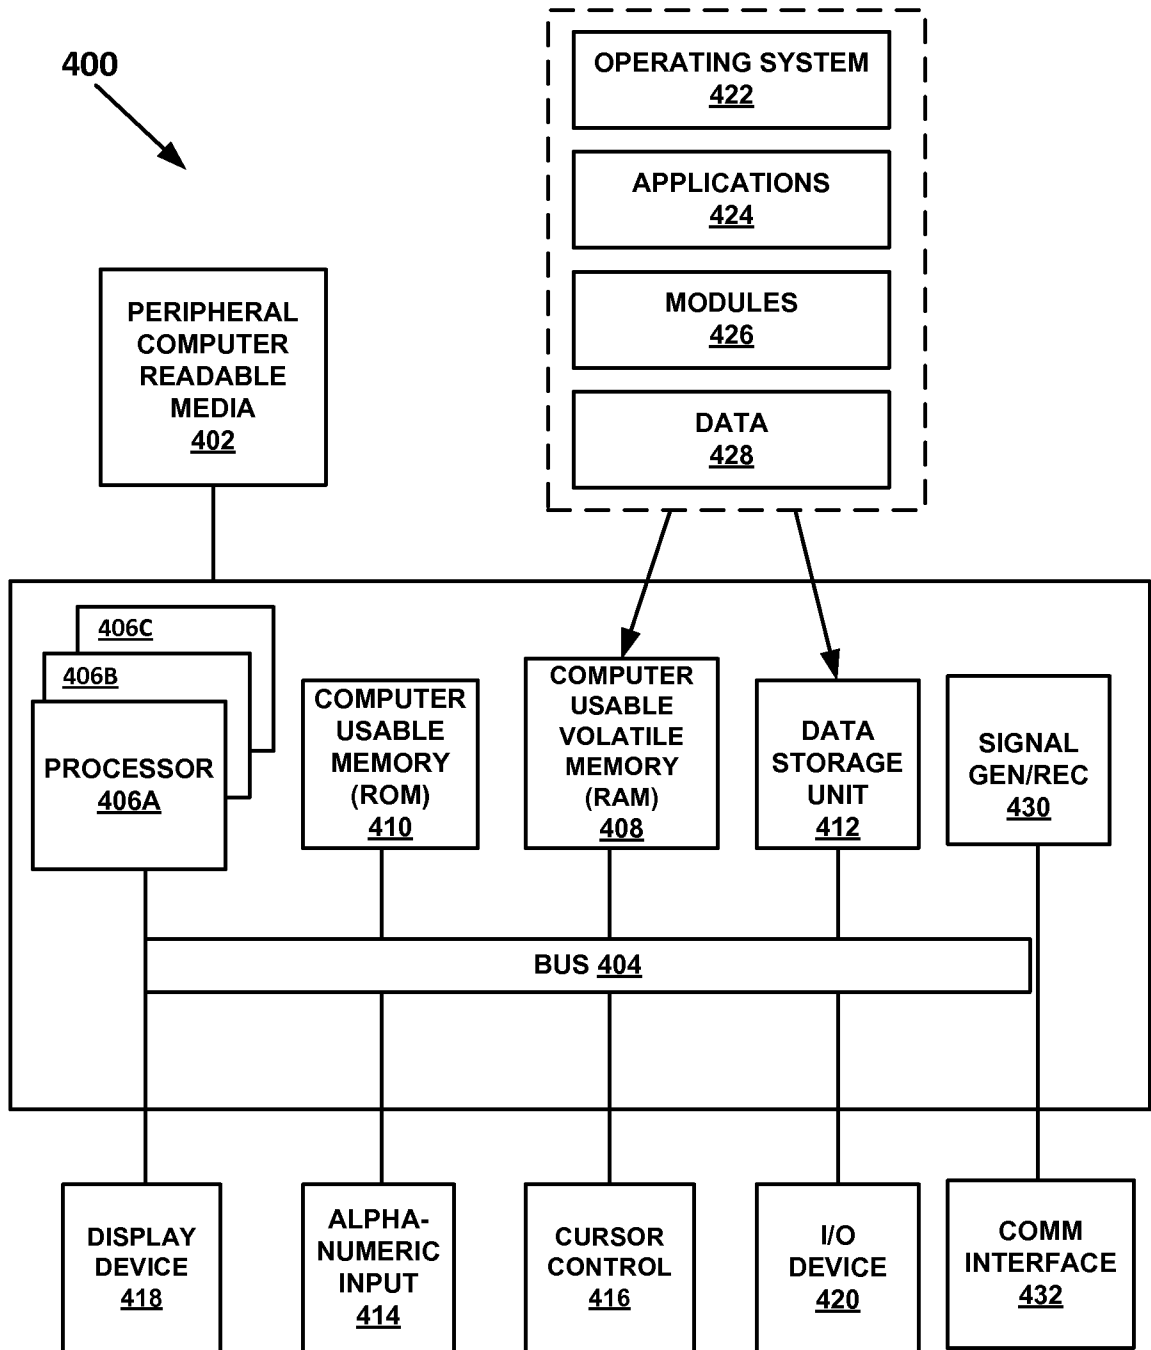 400
OPERATING SYSTEM
422
APPLICATIONS
424
MODULES
426
DATA
428
PERIPHERAL
COMPUTER
READABLE
MEDIA
402
406C
406B
PROCESSOR
406A
COMPUTER
USABLE
MEMORY
(ROM)
410
COMPUTER
USABLE
VOLATILE
MEMORY
(RAM)
408
DATA
STORAGE
UNIT
412
SIGNAL
GEN/REC
430
BUS 404
DISPLAY
DEVICE
418
ALPHA-
NUMERIC
INPUT
414
CURSOR
CONTROL
416
I/O
DEVICE
420
COMM
INTERFACE
432